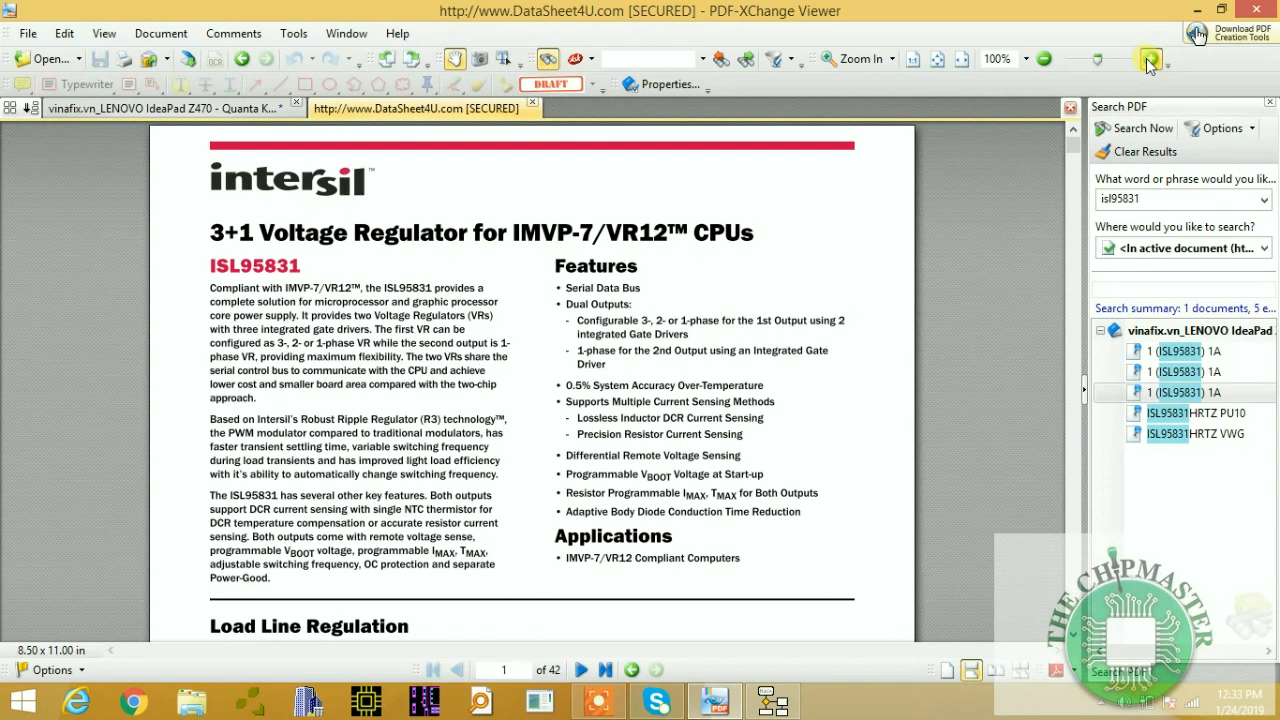 http://www.DataSheet4U.com [SECURED] - PDF-XChange Viewer
File Edit View Document Comments Tools Window Help
Download PDF
Creation Tools
Open...
OCR
Zoom In
100%
Typewriter
DRAFT
Properties...
vinafix.vn_LENOVO IdeaPad Z470 - Quanta K... *
http://www.DataSheet4U.com [SECURED]
intersil™
3+1 Voltage Regulator for IMVP-7/VR12™ CPUs
ISL95831
Compliant with IMVP-7/VR12™, the ISL95831 provides a
complete solution for microprocessor and graphic processor
core power supply. It provides two Voltage Regulators (VRs)
with three integrated gate drivers. The first VR can be
configured as 3-, 2- or 1-phase VR while the second output is 1-
phase VR, providing maximum flexibility. The two VRs share the
serial control bus to communicate with the CPU and achieve
lower cost and smaller board area compared with the two-chip
approach.
Based on Intersil's Robust Ripple Regulator (R3) technology™,
the PWM modulator compared to traditional modulators, has
faster transient settling time, variable switching frequency
during load transients and has improved light load efficiency
with it's ability to automatically change switching frequency.
The ISL95831 has several other key features. Both outputs
support DCR current sensing with single NTC thermistor for
DCR temperature compensation or accurate resistor current
sensing. Both outputs come with remote voltage sense,
programmable VBOOT voltage, programmable IMAX, TMAX,
adjustable switching frequency, OC protection and separate
Power-Good.
Features
• Serial Data Bus
• Dual Outputs:
- Configurable 3-, 2- or 1-phase for the 1st Output using 2
integrated Gate Drivers
- 1-phase for the 2nd Output using an Integrated Gate
Driver
• 0.5% System Accuracy Over-Temperature
• Supports Multiple Current Sensing Methods
- Lossless Inductor DCR Current Sensing
- Precision Resistor Current Sensing
• Differential Remote Voltage Sensing
• Programmable VBOOT Voltage at Start-up
• Resistor Programmable IMAX, TMAX for Both Outputs
• Adaptive Body Diode Conduction Time Reduction
Applications
• IMVP-7/VR12 Compliant Computers
Load Line Regulation
Search PDF
Search Now Options
Clear Results
What word or phrase would you lik...
isl95831
Where would you like to search?
<In active document (ht...
Search summary: 1 documents, 5 e...
vinafix.vn_LENOVO IdeaPad
1 (ISL95831) 1A
1 (ISL95831) 1A
1 (ISL95831) 1A
ISL95831HRTZ PU10
ISL95831HRTZ VWG
THE CHIPMASTER
8.50 x 11.00 in
Options
1 of 42
Search PDF
PDF
12:33 PM
1/24/2019